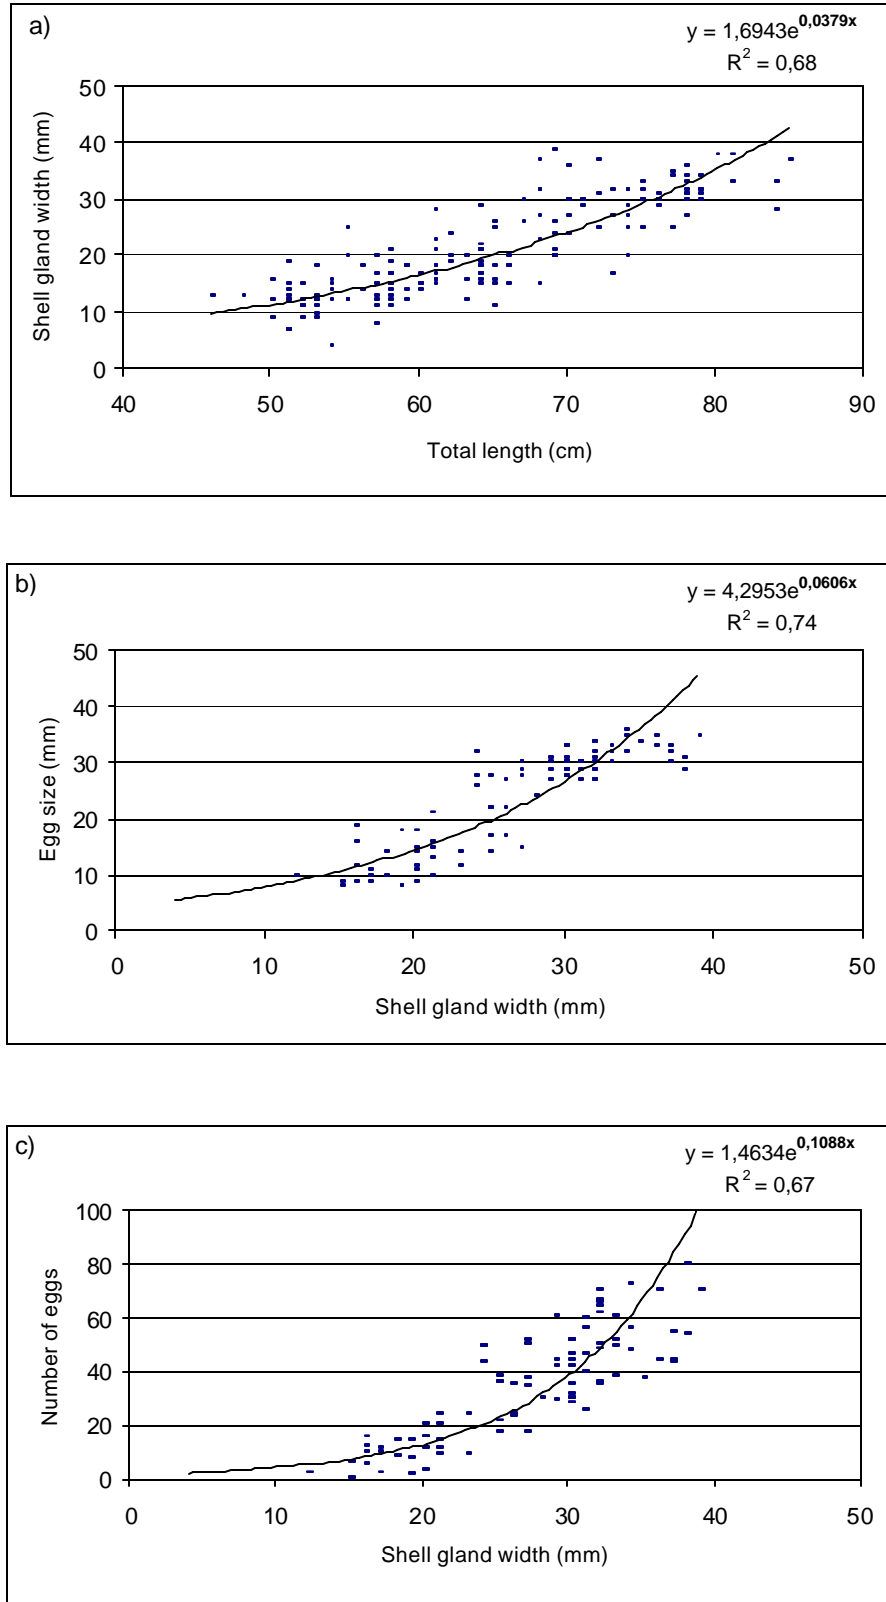 a)
y = 1,6943e^0,0379x
R² = 0,68
50
40
30
20
10
0
40 50 60 70 80 90
Shell gland width (mm)
Total length (cm)
b)
y = 4,2953e^0,0606x
R² = 0,74
50
40
30
20
10
0
0 10 20 30 40 50
Egg size (mm)
Shell gland width (mm)
c)
y = 1,4634e^0,1088x
R² = 0,67
100
80
60
40
20
0
0 10 20 30 40 50
Number of eggs
Shell gland width (mm)